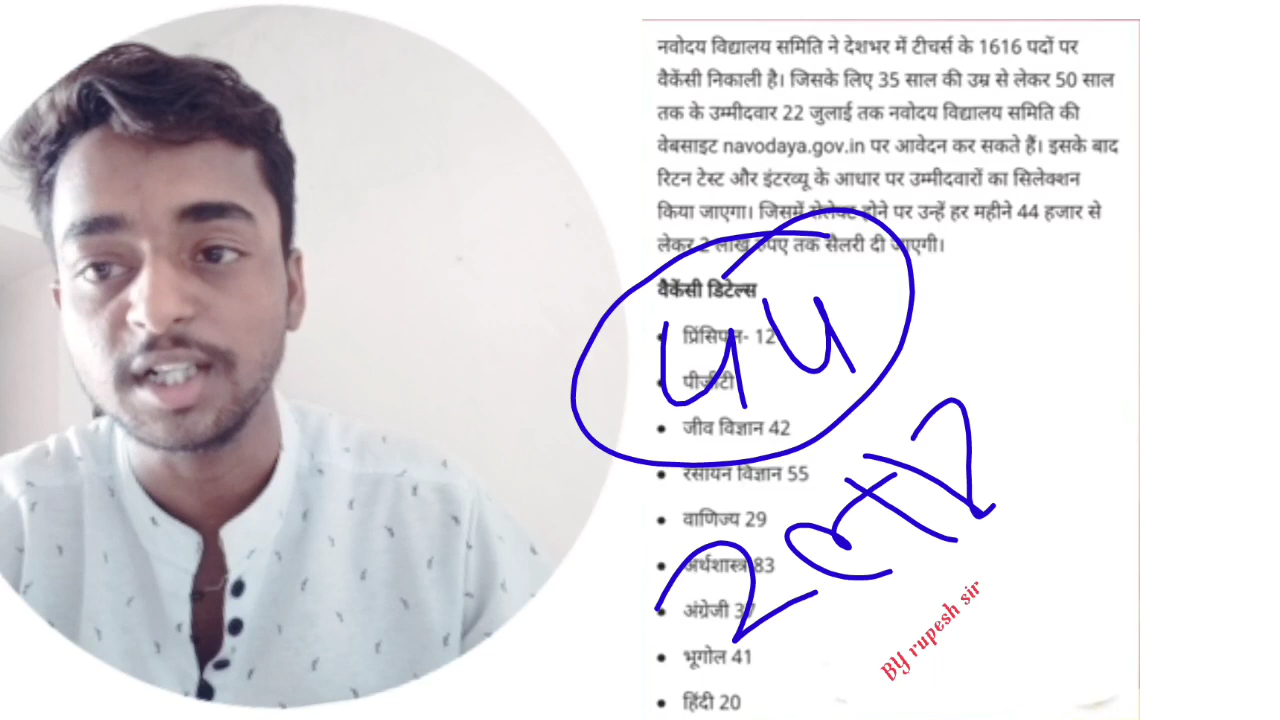 नवोदय विद्यालय समिति ने देशभर में टीचर्स के 1616 पदों पर
वैकेंसी निकाली है। जिसके लिए 35 साल की उम्र से लेकर 50 साल
तक के उम्मीदवार 22 जुलाई तक नवोदय विद्यालय समिति की
वेबसाइट navodaya.gov.in पर आवेदन कर सकते हैं। इसके बाद
रिटन टेस्ट और इंटरव्यू के आधार पर उम्मीदवारों का सिलेक्शन
किया जाएगा। जिसमें सेलेक्ट होने पर उन्हें हर महीने 44 हजार से
लेकर 2 लाख रुपए तक सैलरी दी जाएगी।
वैकेंसी डिटेल्स
• प्रिंसिपल- 12
• पीजीटी
• जीव विज्ञान 42
• रसायन विज्ञान 55
• वाणिज्य 29
• अर्थशास्त्र 83
• अंग्रेजी 37
• भूगोल 41
• हिंदी 20
BY rupesh sir